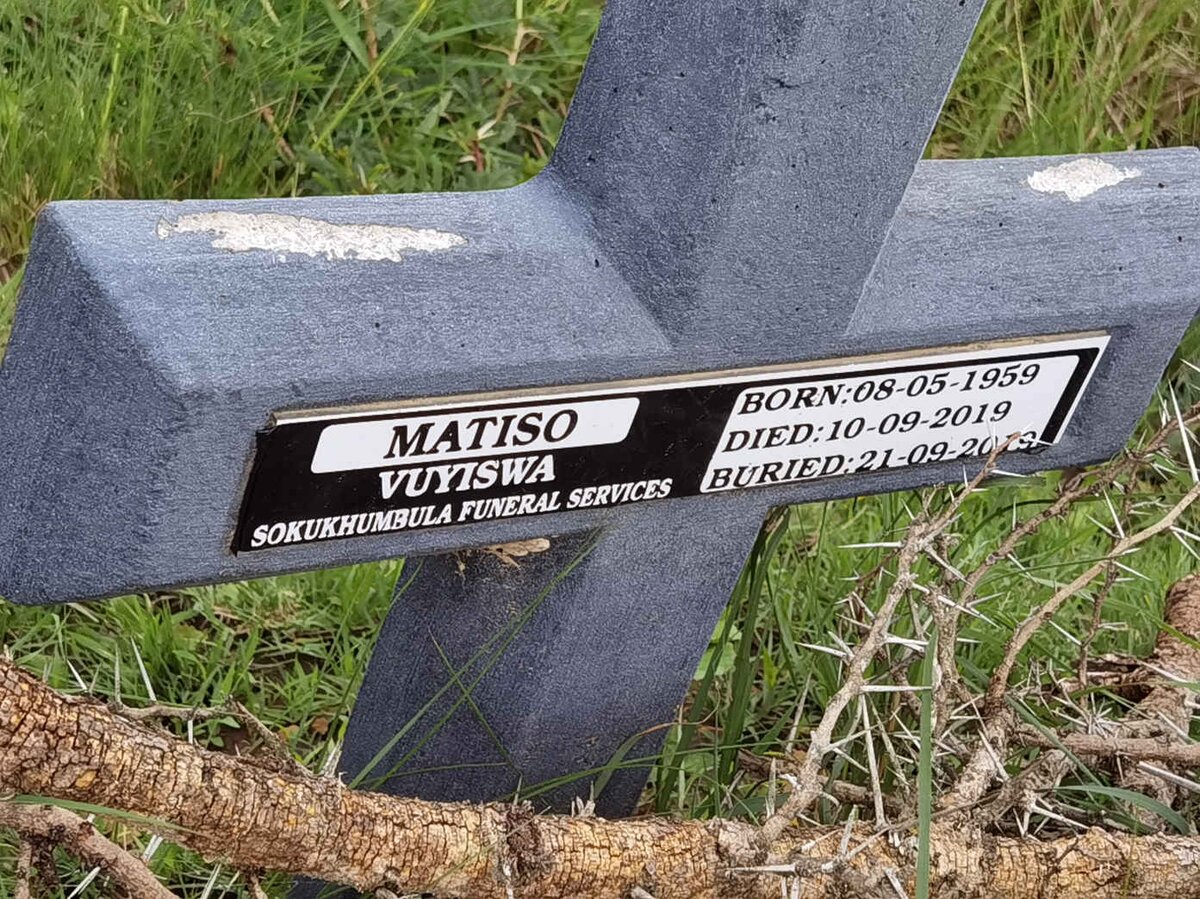 MATISO
VUYISWA
SOKUKHUMBULA FUNERAL SERVICES
BORN:08-05-1959
DIED:10-09-2019
BURIED:21-09-2019